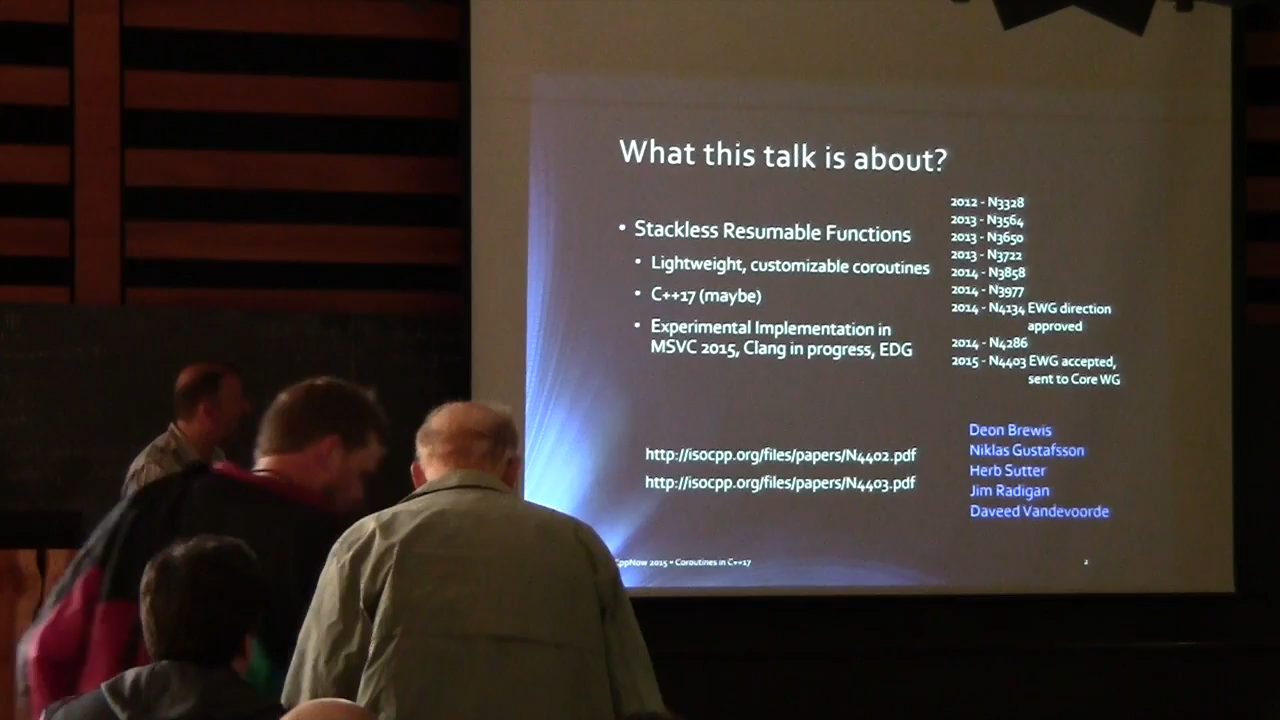 What this talk is about?
• Stackless Resumable Functions
• Lightweight, customizable coroutines
• C++17 (maybe)
• Experimental Implementation in
MSVC 2015, Clang in progress, EDG
2012 - N3328
2013 - N3564
2013 - N3650
2013 - N3722
2014 - N3858
2014 - N3977
2014 - N4134 EWG direction
approved
2014 - N4286
2015 - N4403 EWG accepted,
sent to Core WG
http://isocpp.org/files/papers/N4402.pdf
http://isocpp.org/files/papers/N4403.pdf
Deon Brewis
Niklas Gustafsson
Herb Sutter
Jim Radigan
Daveed Vandevoorde
CppNow 2015 - Coroutines in C++17
2